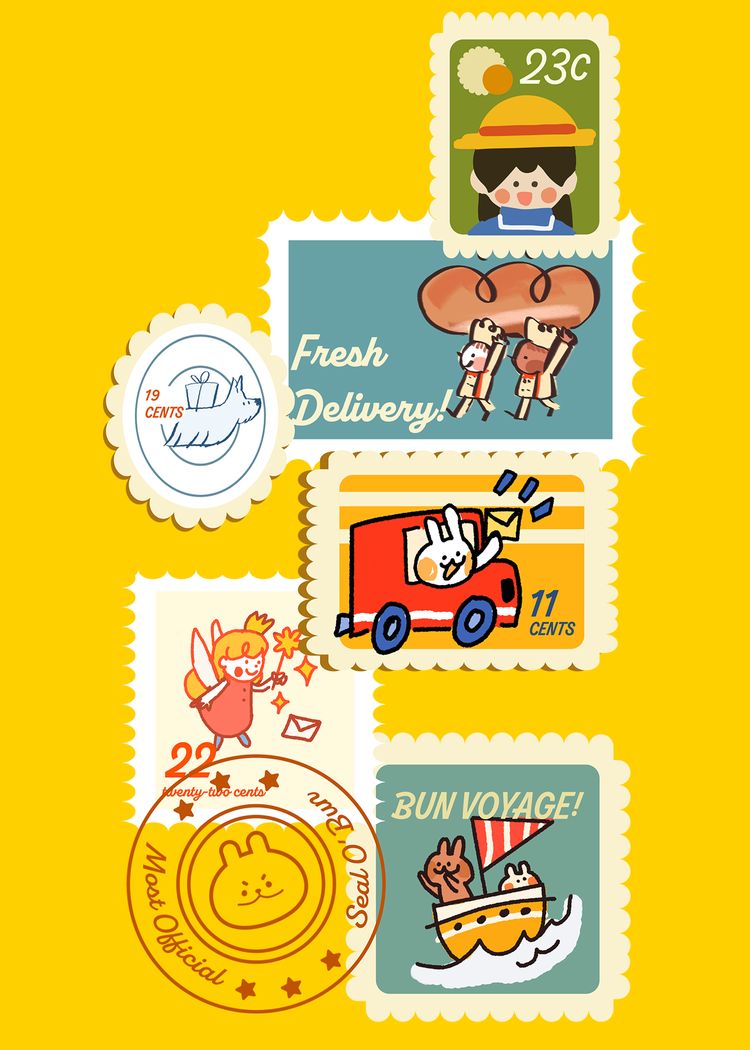 23c
Fresh
Delivery!
19
CENTS
11
CENTS
22
twenty-two cents
BUN VOYAGE!
Most Official
Seal O' Bun